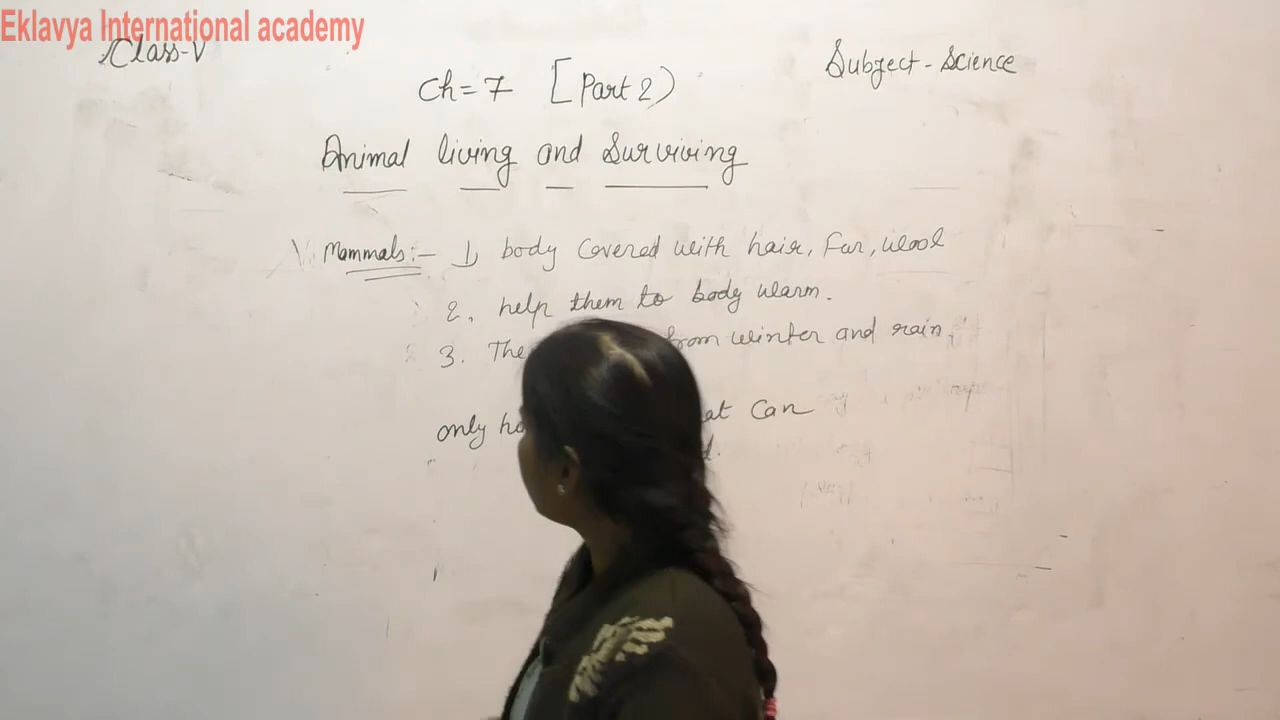 Eklavya International academy
Class-V
Subject - Science
Ch = 7 [Part 2)
Animal living and Surviving
Mammals:- 1) body covered with hair, Fur, wool
2. help them to body warm.
3. The from winter and rain,
only can